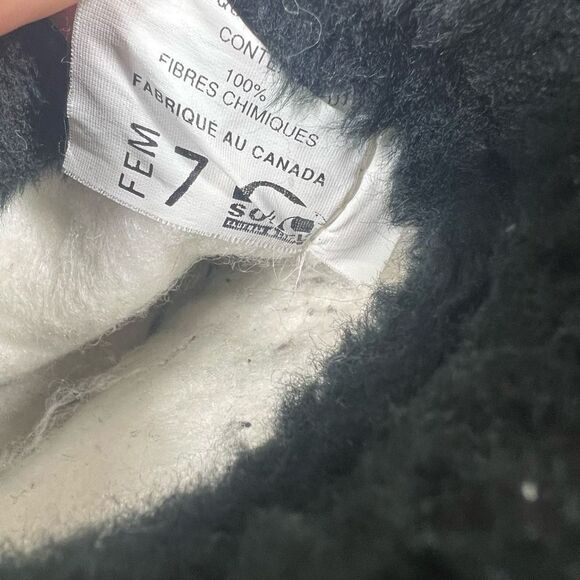 CONTE
100%
FIBRES CHIMIQUES
FABRIQUÉ AU CANADA
FEM
7